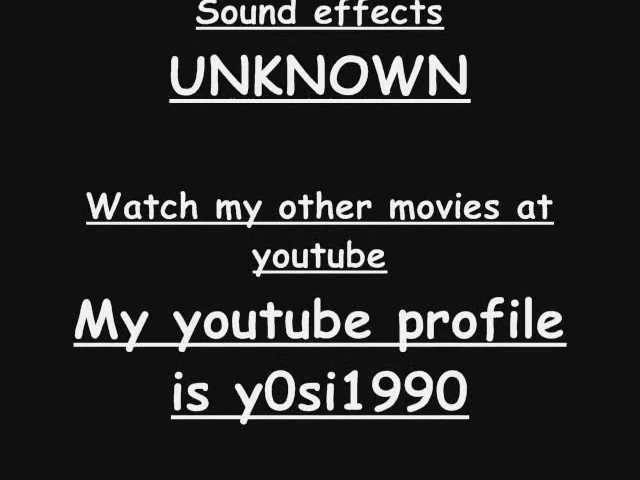 Sound effects
UNKNOWN
Watch my other movies at
youtube
My youtube profile
is y0si1990